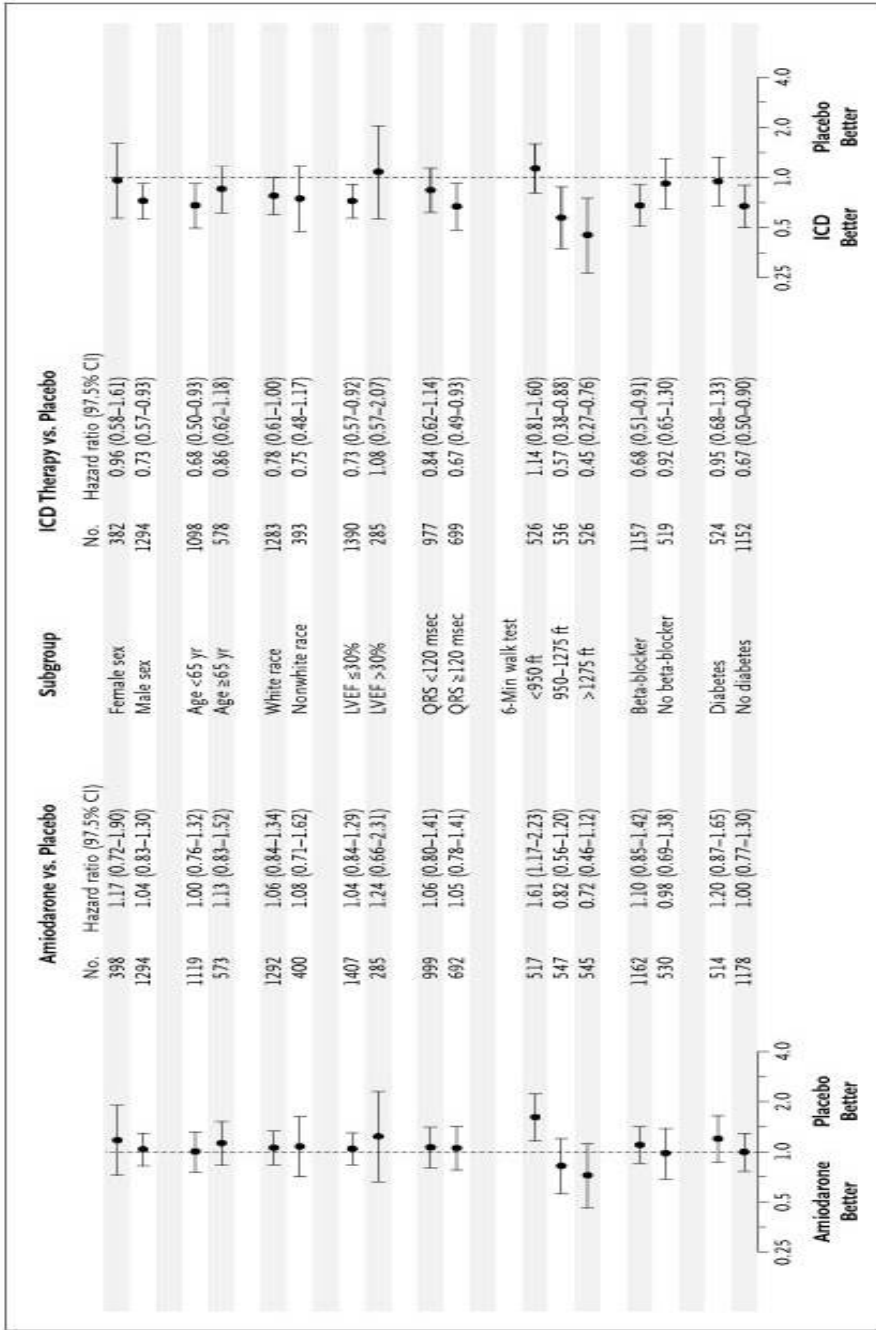 Amiodarone vs. Placebo Subgroup ICD Therapy vs. Placebo
No. Hazard ratio (97.5% CI) No. Hazard ratio (97.5% CI)
398 1.17 (0.72–1.90) Female sex 382 0.96 (0.58–1.61)
1294 1.04 (0.83–1.30) Male sex 1294 0.73 (0.57–0.93)
1119 1.00 (0.76–1.32) Age <65 yr 1098 0.68 (0.50–0.93)
573 1.13 (0.83–1.52) Age ≥65 yr 578 0.86 (0.62–1.18)
1292 1.06 (0.84–1.34) White race 1283 0.78 (0.61–1.00)
400 1.08 (0.71–1.62) Nonwhite race 393 0.75 (0.48–1.17)
1407 1.04 (0.84–1.29) LVEF ≤30% 1390 0.73 (0.57–0.92)
285 1.24 (0.66–2.31) LVEF >30% 285 1.08 (0.57–2.07)
999 1.06 (0.80–1.41) QRS <120 msec 977 0.84 (0.62–1.14)
692 1.05 (0.78–1.41) QRS ≥120 msec 699 0.67 (0.49–0.93)
6-Min walk test
517 1.61 (1.17–2.23) <950 ft 526 1.14 (0.81–1.60)
547 0.82 (0.56–1.20) 950–1275 ft 536 0.57 (0.38–0.88)
545 0.72 (0.46–1.12) >1275 ft 526 0.45 (0.27–0.76)
1162 1.10 (0.85–1.42) Beta-blocker 1157 0.68 (0.51–0.91)
530 0.98 (0.69–1.38) No beta-blocker 519 0.92 (0.65–1.30)
514 1.20 (0.87–1.65) Diabetes 524 0.95 (0.68–1.33)
1178 1.00 (0.77–1.30) No diabetes 1152 0.67 (0.50–0.90)
0.25 0.5 1.0 2.0 4.0 0.25 0.5 1.0 2.0 4.0
Amiodarone Placebo ICD Placebo
Better Better Better Better